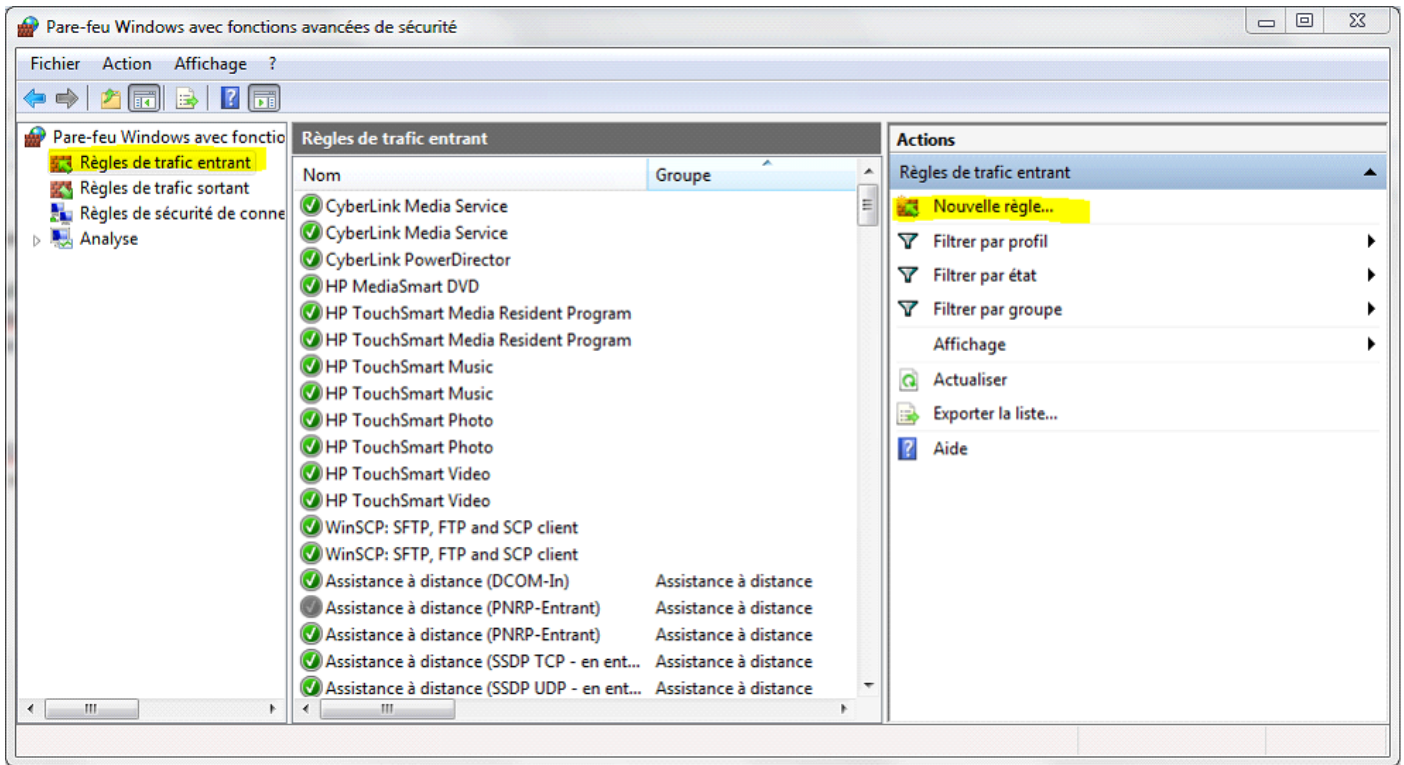 Pare-feu Windows avec fonctions avancées de sécurité
Fichier Action Affichage ?
Pare-feu Windows avec fonctio
Règles de trafic entrant
Règles de trafic sortant
Règles de sécurité de conne
Analyse
Règles de trafic entrant
Nom Groupe
CyberLink Media Service
CyberLink Media Service
CyberLink PowerDirector
HP MediaSmart DVD
HP TouchSmart Media Resident Program
HP TouchSmart Media Resident Program
HP TouchSmart Music
HP TouchSmart Music
HP TouchSmart Photo
HP TouchSmart Photo
HP TouchSmart Video
HP TouchSmart Video
WinSCP: SFTP, FTP and SCP client
WinSCP: SFTP, FTP and SCP client
Assistance à distance (DCOM-In) Assistance à distance
Assistance à distance (PNRP-Entrant) Assistance à distance
Assistance à distance (PNRP-Entrant) Assistance à distance
Assistance à distance (SSDP TCP - en ent... Assistance à distance
Assistance à distance (SSDP UDP - en ent... Assistance à distance
Actions
Règles de trafic entrant
Nouvelle règle...
Filtrer par profil
Filtrer par état
Filtrer par groupe
Affichage
Actualiser
Exporter la liste...
Aide